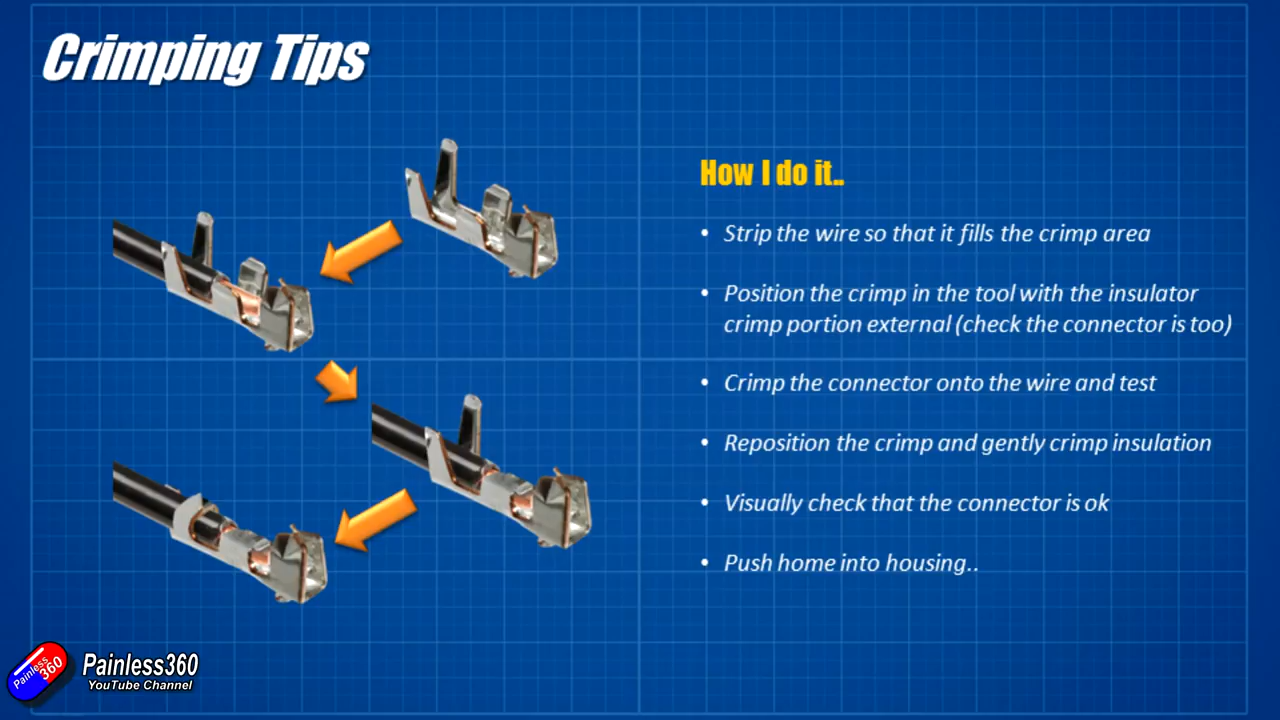 Crimping Tips
How I do it..
• Strip the wire so that it fills the crimp area
• Position the crimp in the tool with the insulator
crimp portion external (check the connector is too)
• Crimp the connector onto the wire and test
• Reposition the crimp and gently crimp insulation
• Visually check that the connector is ok
• Push home into housing..
Painless
360
Painless360
YouTube Channel